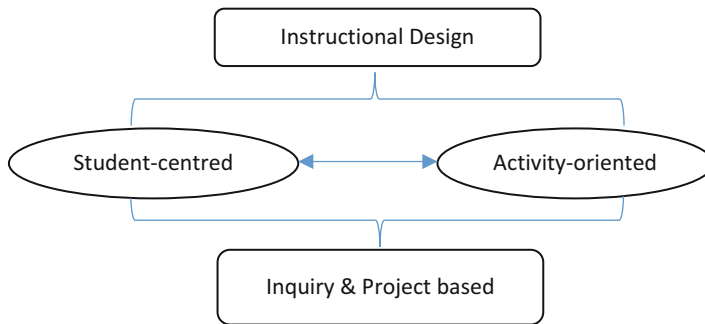 Instructional Design
Student-centred
Activity-oriented
Inquiry & Project based